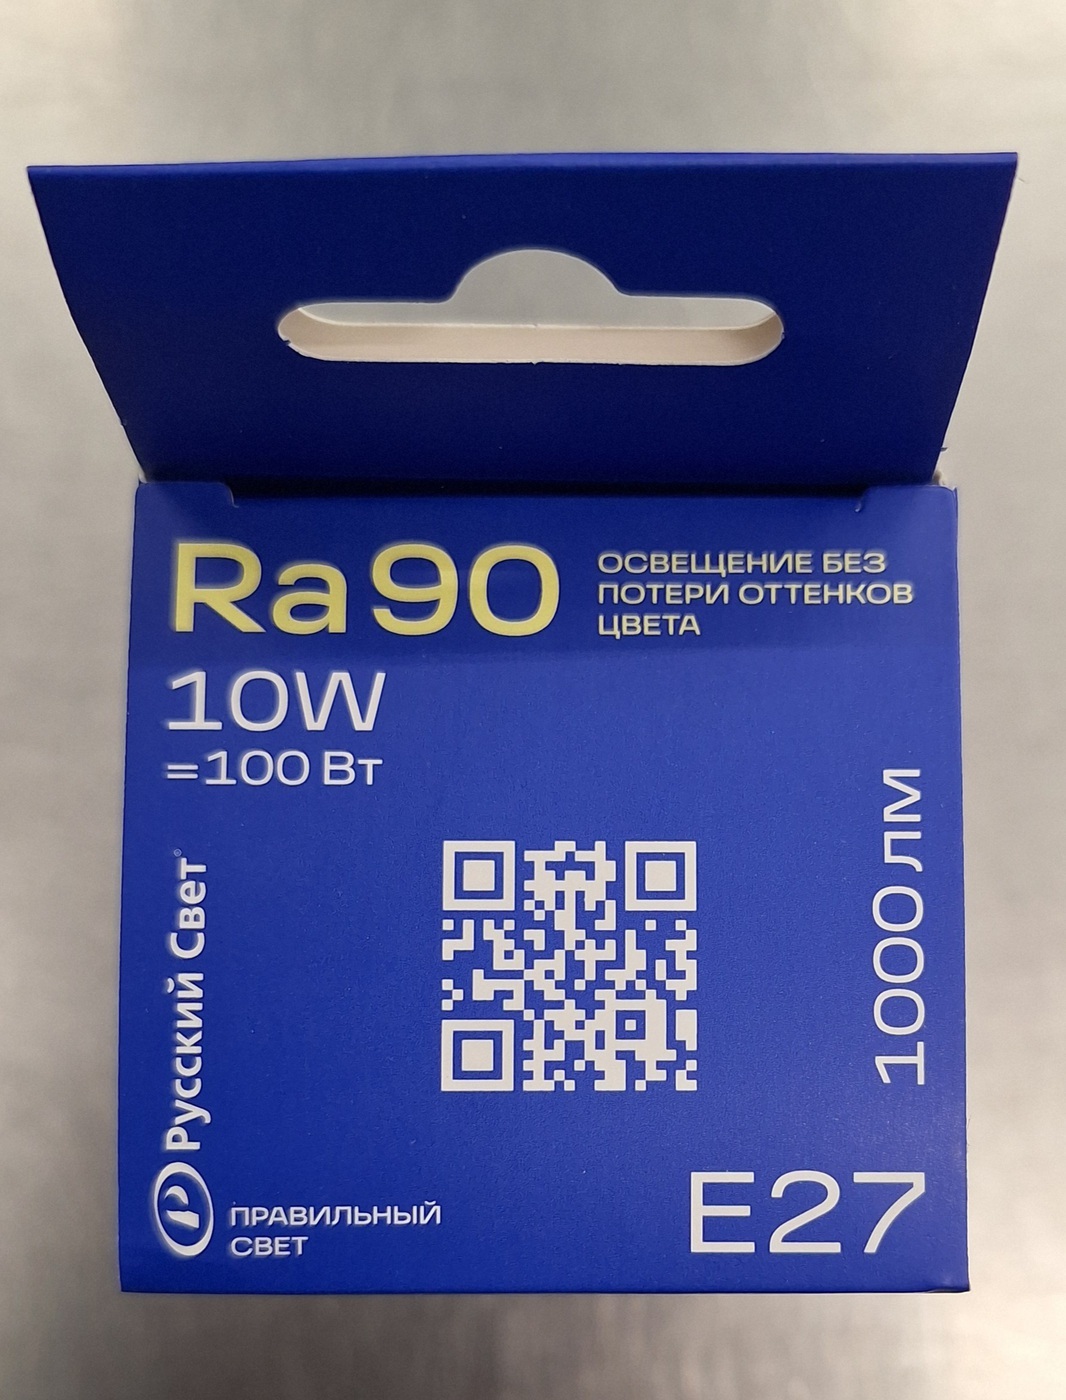 Ra90
ОСВЕЩЕНИЕ БЕЗ
ПОТЕРИ ОТТЕНКОВ
ЦВЕТА
10W
=100 Вт
1000 лм
Русский Свет®
ПРАВИЛЬНЫЙ
СВЕТ
E27